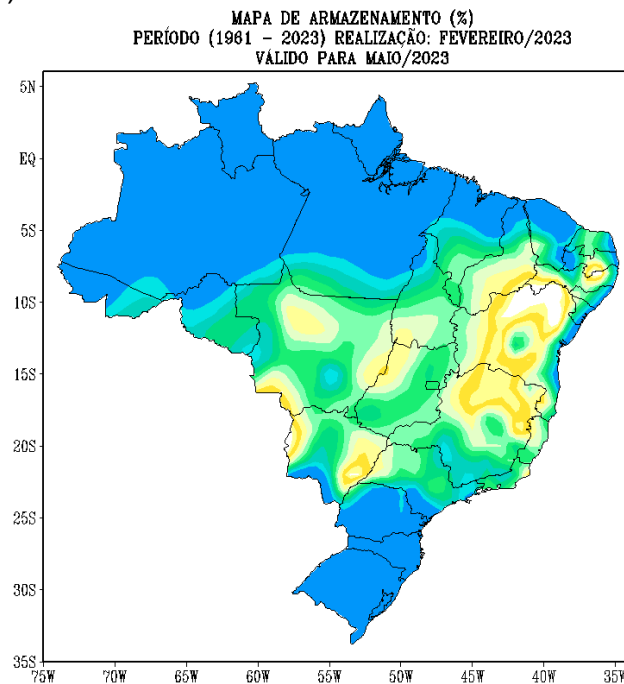 )
MAPA DE ARMAZENAMENTO (%)
PERÍODO (1961 - 2023) REALIZAÇÃO: FEVEREIRO/2023
VÁLIDO PARA MAIO/2023
5N
EQ
5S
10S
15S
20S
25S
30S
35S
75W 70W 65W 60W 55W 50W 45W 40W 35W